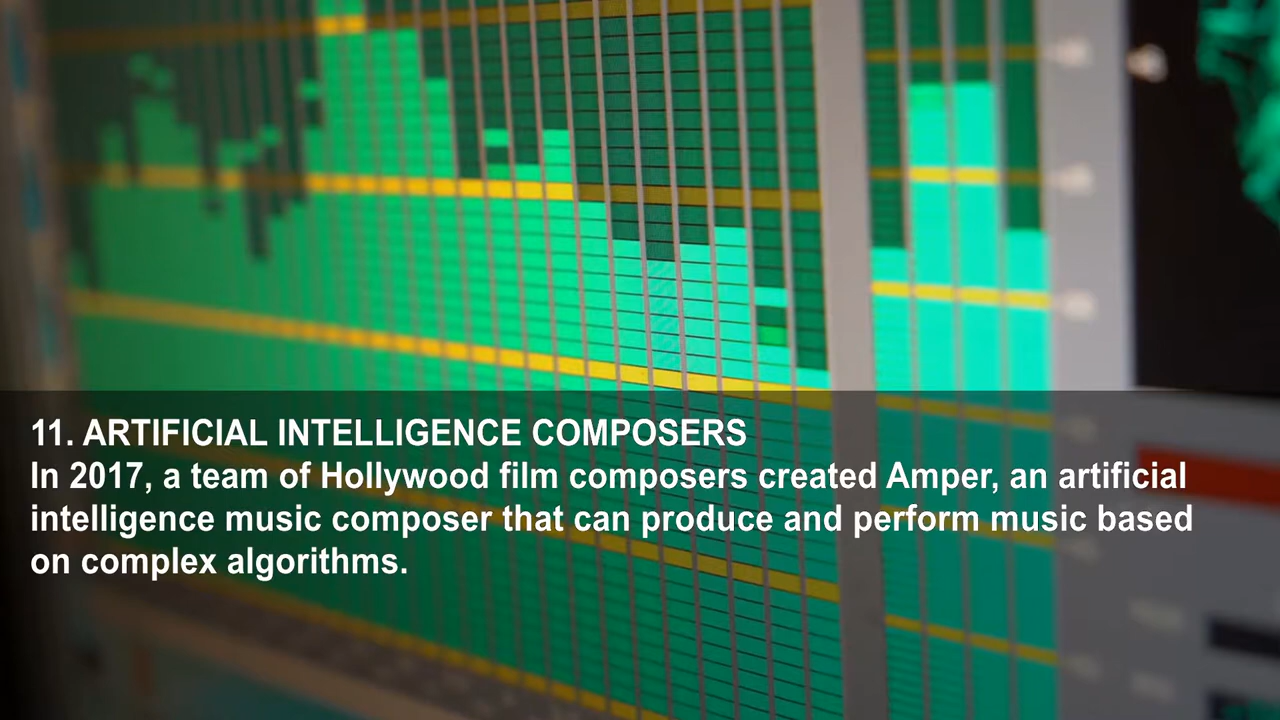 11. ARTIFICIAL INTELLIGENCE COMPOSERS
In 2017, a team of Hollywood film composers created Amper, an artificial
intelligence music composer that can produce and perform music based
on complex algorithms.